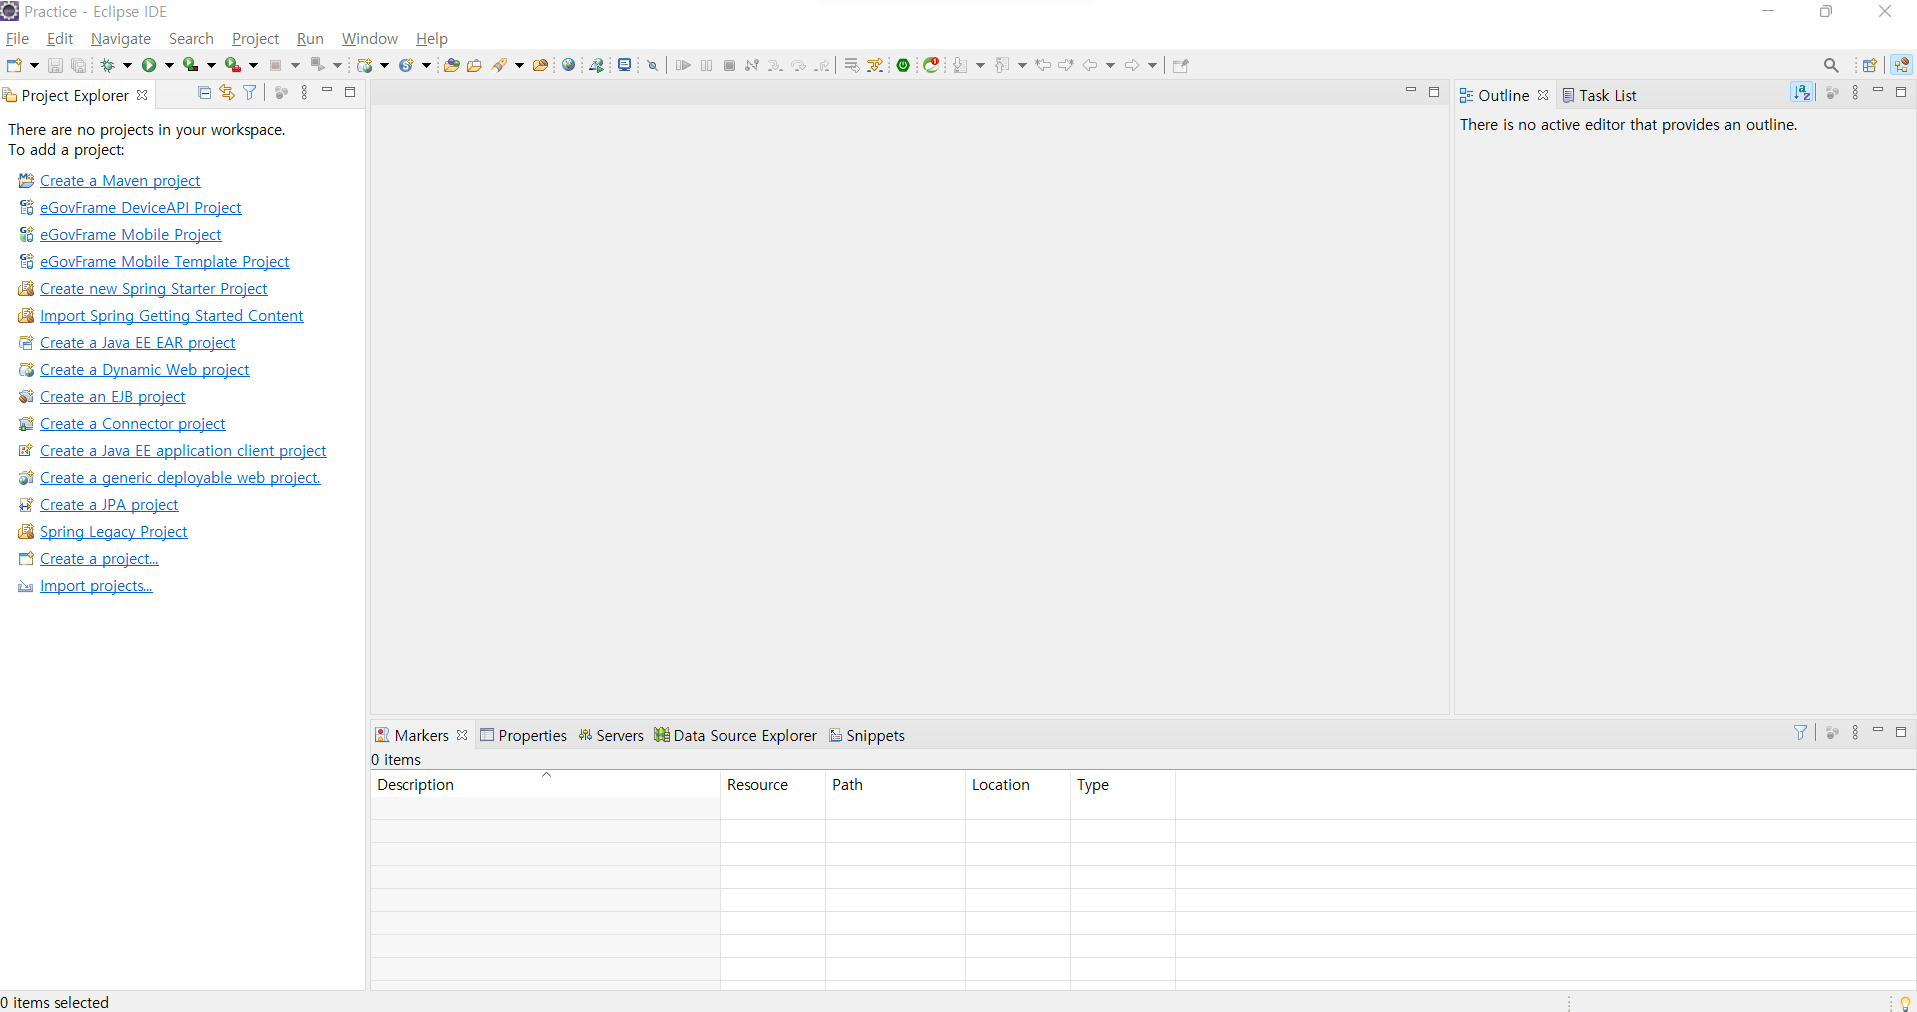 Practice - Eclipse IDE
File Edit Navigate Search Project Run Window Help
Project Explorer
There are no projects in your workspace.
To add a project:
Create a Maven project
eGovFrame DeviceAPI Project
eGovFrame Mobile Project
eGovFrame Mobile Template Project
Create new Spring Starter Project
Import Spring Getting Started Content
Create a Java EE EAR project
Create a Dynamic Web project
Create an EJB project
Create a Connector project
Create a Java EE application client project
Create a generic deployable web project.
Create a JPA project
Spring Legacy Project
Create a project...
Import projects...
Outline Task List
There is no active editor that provides an outline.
Markers Properties Servers Data Source Explorer Snippets
0 items
Description Resource Path Location Type
0 items selected